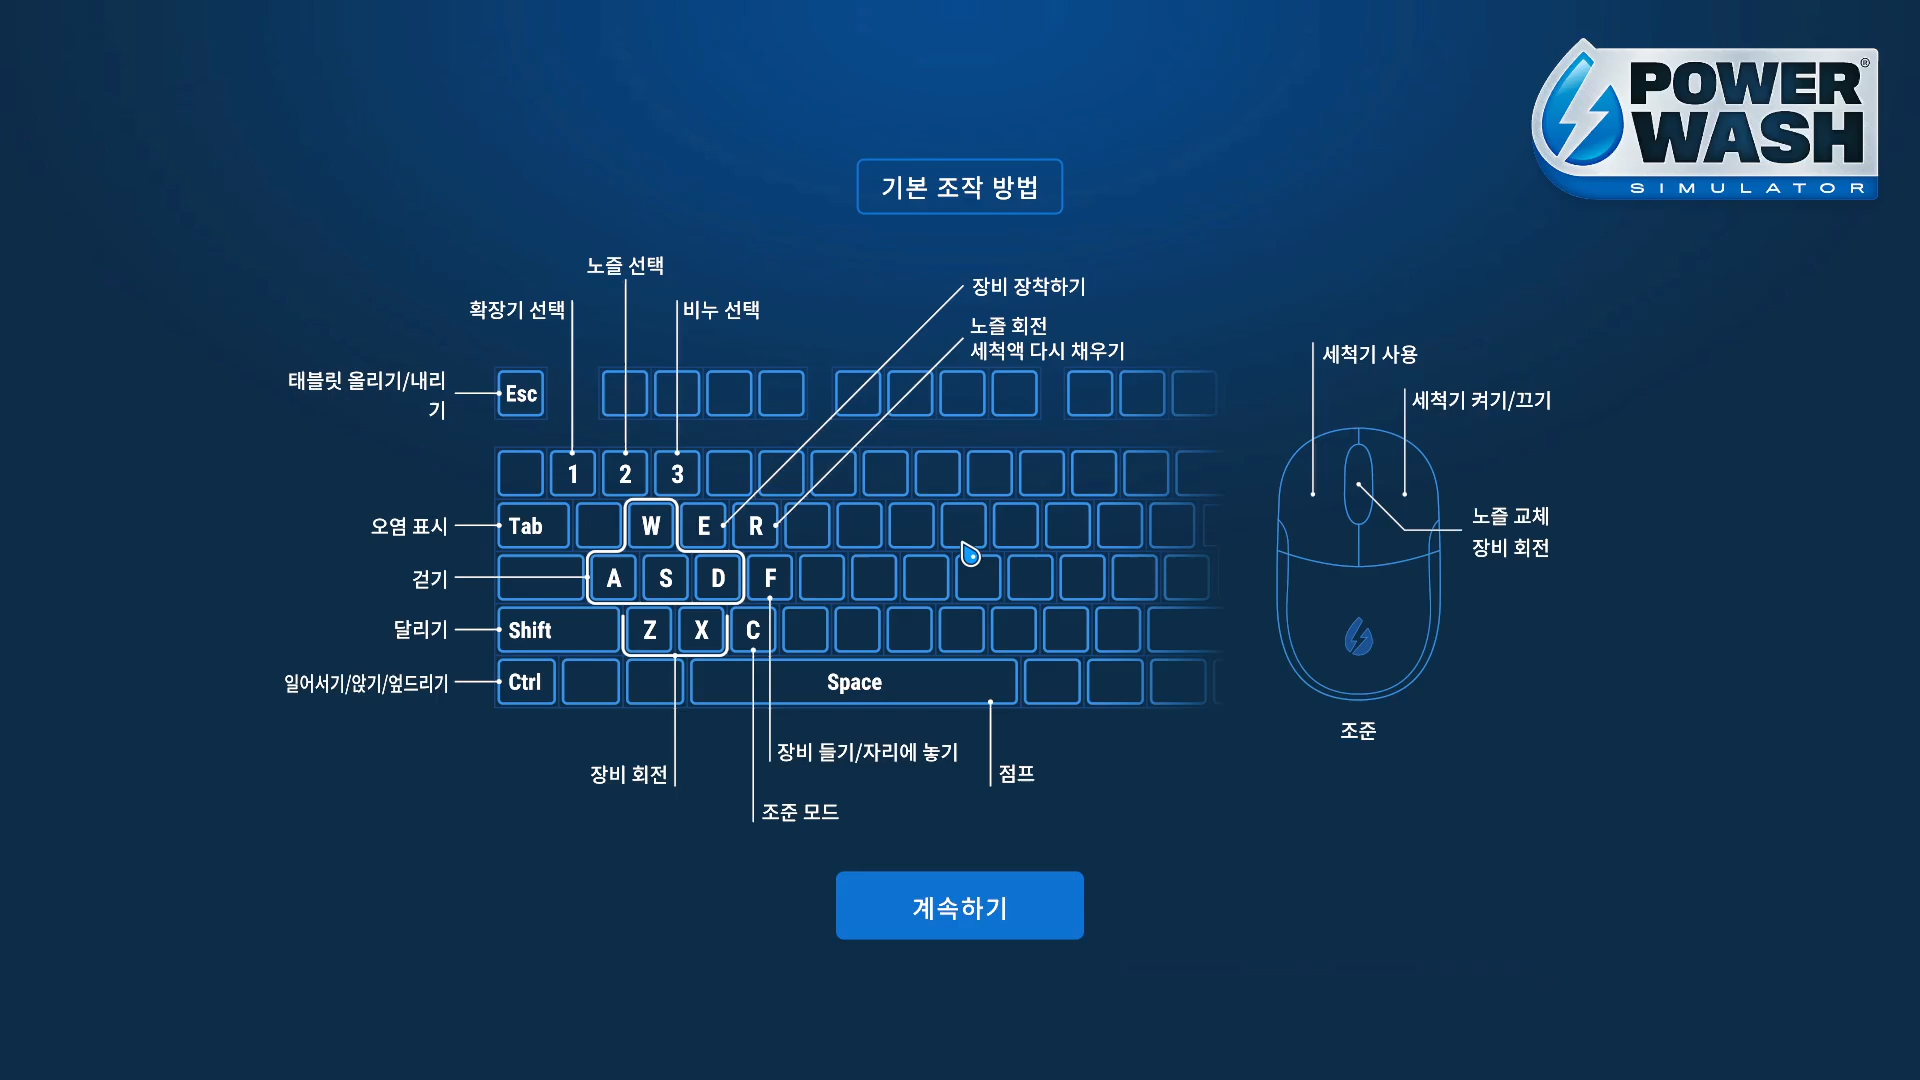 POWER®
WASH
SIMULATOR
기본 조작 방법
노즐 선택
확장기 선택
비누 선택
장비 장착하기
노즐 회전
세척액 다시 채우기
태블릿 올리기/내리
기
Esc
1
2
3
오염 표시
Tab
W
E
R
걷기
A
S
D
F
달리기
Shift
Z
X
C
일어서기/앉기/엎드리기
Ctrl
Space
장비 회전
장비 들기/자리에 놓기
조준 모드
점프
세척기 사용
세척기 켜기/끄기
노즐 교체
장비 회전
조준
계속하기